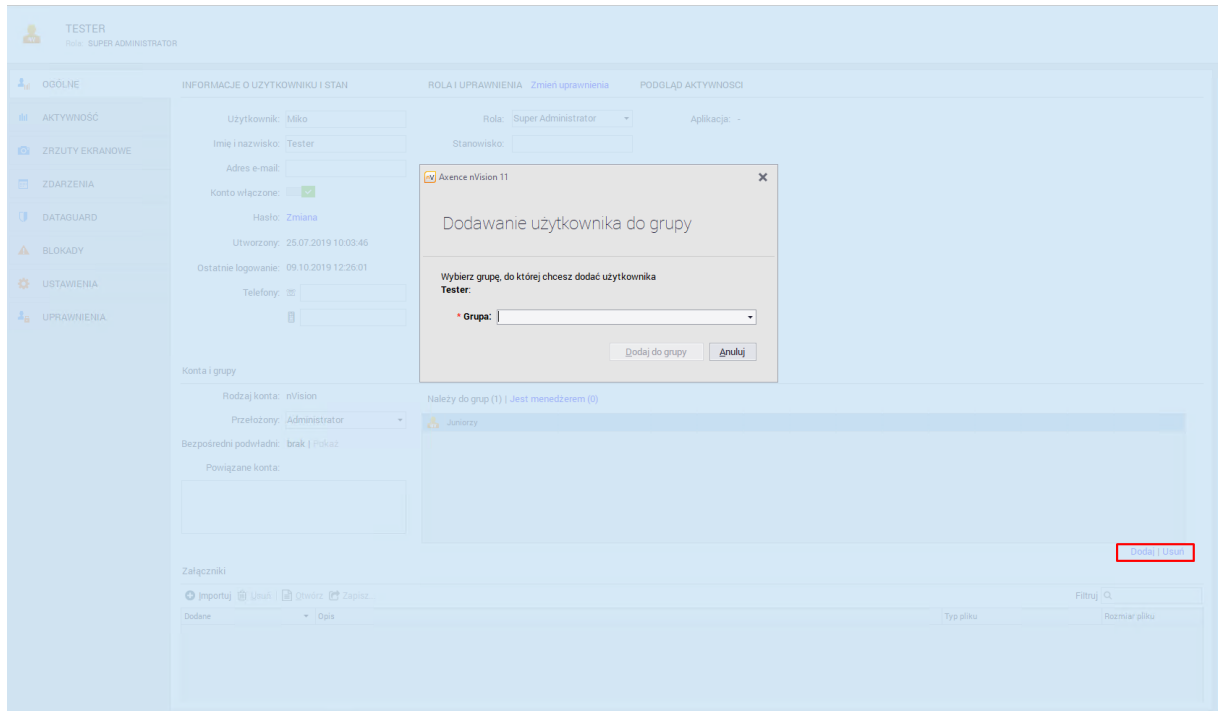 TESTER
Rola: SUPER ADMINISTRATOR
OGÓLNE
AKTYWNOŚĆ
ZRZUTY EKRANOWE
ZDARZENIA
DATAGUARD
BLOKADY
USTAWIENIA
UPRAWNIENIA
INFORMACJE O UŻYTKOWNIKU I STAN
ROLA I UPRAWNIENIA Zmień uprawnienia
PODGLĄD AKTYWNOŚCI
Użytkownik: Miko
Imię i nazwisko: Tester
Adres e-mail:
Konto włączone:
Hasło: Zmiana
Utworzony: 25.07.2019 10:03:46
Ostatnie logowanie: 09.10.2019 12:26:01
Telefony:
Rola: Super Administrator
Stanowisko:
Aplikacja: -
Axence nVision 11
Dodawanie użytkownika do grupy
Wybierz grupę, do której chcesz dodać użytkownika
Tester:
* Grupa:
Dodaj do grupy Anuluj
Konta i grupy
Rodzaj konta: nVision
Przełożony: Administrator
Bezpośredni podwładni: brak | Pokaż
Powiązane konta:
Należy do grup (1) | Jest menedżerem (0)
Juniorzy
Dodaj | Usuń
Załączniki
Importuj Usuń | Otwórz Zapisz...
Filtruj
Dodane Opis Typ pliku Rozmiar pliku